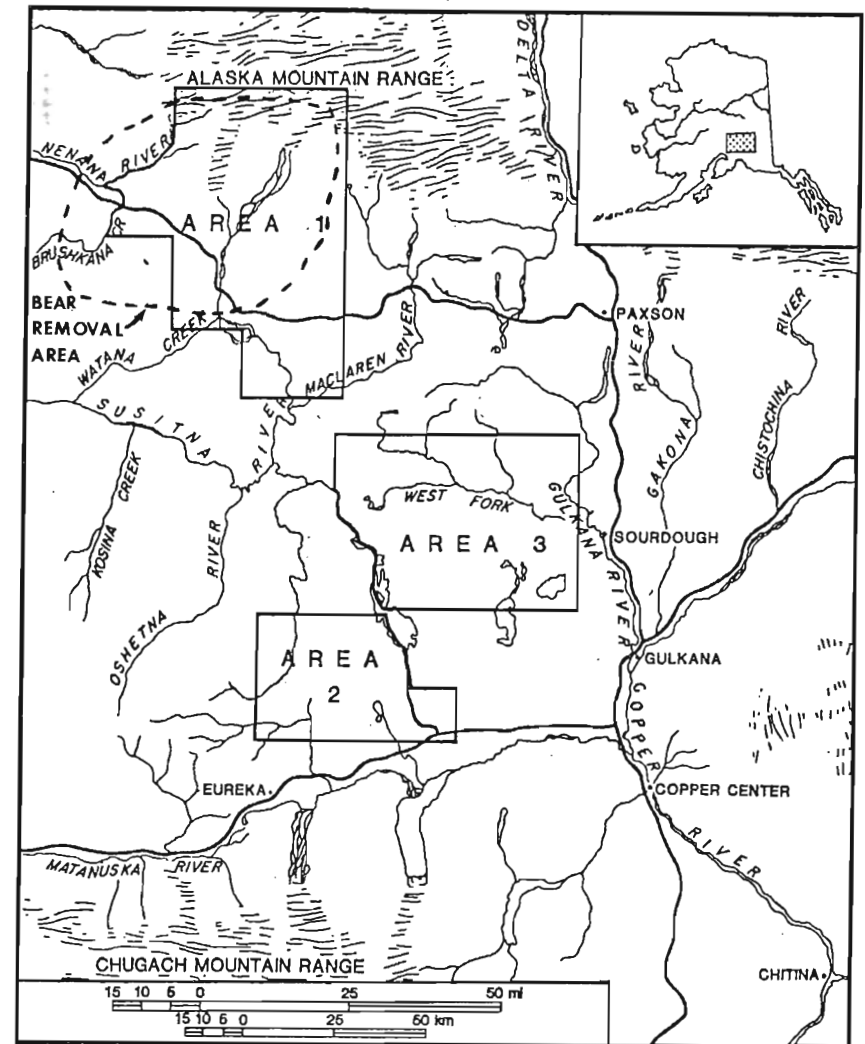 ALASKA MOUNTAIN RANGE
DELTA RIVER
NENANA RIVER
AREA 1
BRUSHKANA CR
BEAR
REMOVAL
AREA
WATANA CREEK
MACLAREN RIVER
PAXSON
RIVER
GAKONA
CHISTOCHINA RIVER
SUSITNA RIVER
KOSINA CREEK
WEST FORK
GULKANA RIVER
SOURDOUGH
AREA 3
OSHETNA RIVER
AREA
2
GULKANA
COPPER RIVER
EUREKA
COPPER CENTER
MATANUSKA RIVER
CHUGACH MOUNTAIN RANGE
CHITINA
15 10 5 0 25 50 mi
15 10 5 0 25 50 km